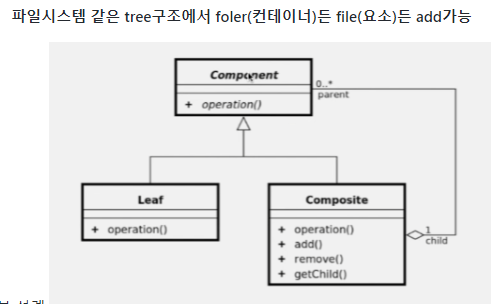 파일시스템 같은 tree구조에서 foler(컨테이너)든 file(요소)든 add가능
Component
+ operation()
0..*
parent
Leaf
+ operation()
Composite
+ operation()
+ add()
+ remove()
+ getChild()
1
child